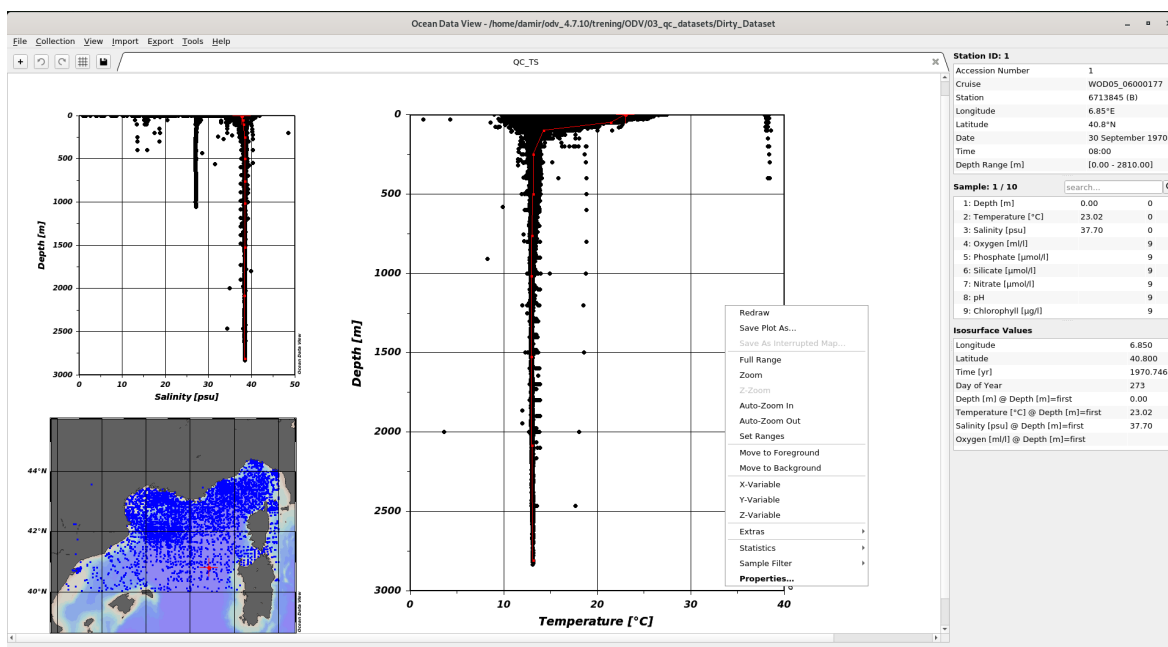 Ocean Data View - /home/damir/odv_4.7.10/trening/ODV/03_qc_datasets/Dirty_Dataset
File Collection View Import Export Tools Help
QC_TS
0
500
1000
1500
2000
2500
3000
Depth [m]
0 10 20 30 40 50
Salinity [psu]
Ocean Data View
44°N
42°N
40°N
Ocean Data View
0
500
1000
1500
2000
2500
3000
Depth [m]
0 10 20 30 40
Temperature [°C]
Redraw
Save Plot As...
Save As Interrupted Map...
Full Range
Zoom
Z-Zoom
Auto-Zoom In
Auto-Zoom Out
Set Ranges
Move to Foreground
Move to Background
X-Variable
Y-Variable
Z-Variable
Extras
Statistics
Sample Filter
Properties...
Station ID: 1
Accession Number 1
Cruise WOD05_06000177
Station 6713845 (B)
Longitude 6.85°E
Latitude 40.8°N
Date 30 September 1970
Time 08:00
Depth Range [m] [0.00 - 2810.00]
Sample: 1 / 10 search...
1: Depth [m] 0.00 0
2: Temperature [°C] 23.02 0
3: Salinity [psu] 37.70 0
4: Oxygen [ml/l] 9
5: Phosphate [µmol/l] 9
6: Silicate [µmol/l] 9
7: Nitrate [µmol/l] 9
8: pH 9
9: Chlorophyll [µg/l] 9
Isosurface Values
Longitude 6.850
Latitude 40.800
Time [yr] 1970.746
Day of Year 273
Depth [m] @ Depth [m]=first 0.00
Temperature [°C] @ Depth [m]=first 23.02
Salinity [psu] @ Depth [m]=first 37.70
Oxygen [ml/l] @ Depth [m]=first